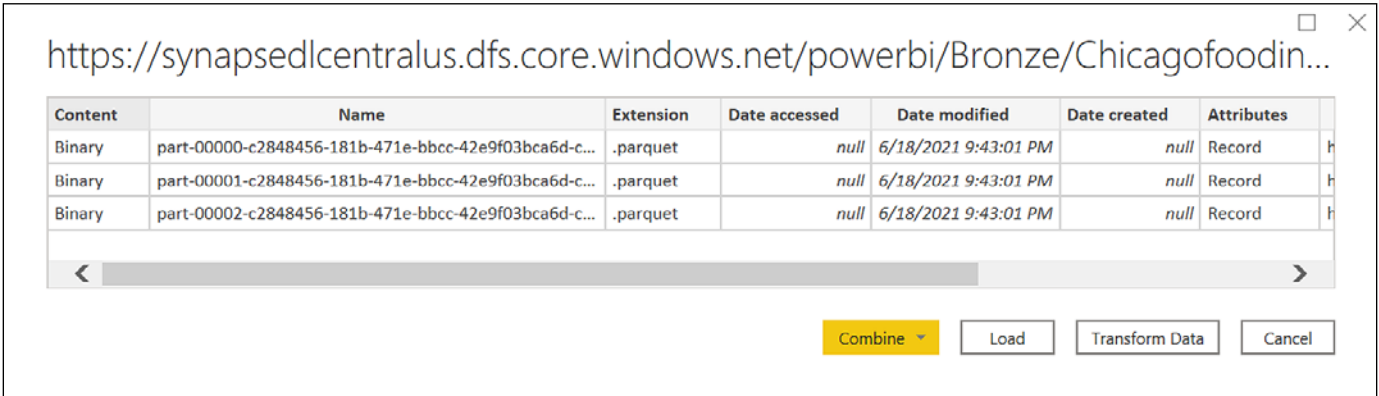 https://synapsedlcentralus.dfs.core.windows.net/powerbi/Bronze/Chicagofoodin...
Content Name Extension Date accessed Date modified Date created Attributes
Binary part-00000-c2848456-181b-471e-bbcc-42e9f03bca6d-c... .parquet null 6/18/2021 9:43:01 PM null Record h
Binary part-00001-c2848456-181b-471e-bbcc-42e9f03bca6d-c... .parquet null 6/18/2021 9:43:01 PM null Record h
Binary part-00002-c2848456-181b-471e-bbcc-42e9f03bca6d-c... .parquet null 6/18/2021 9:43:01 PM null Record h
Combine Load Transform Data Cancel